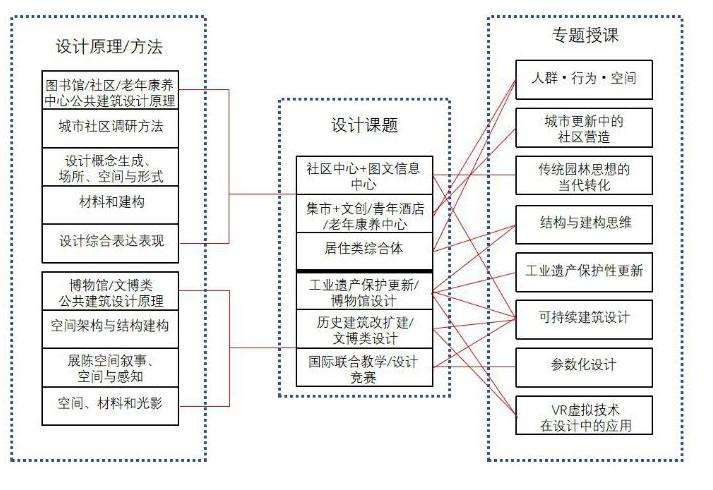 设计原理/方法
图书馆/社区/老年康养
中心公共建筑设计原理
城市社区调研方法
设计概念生成、
场所、空间与形式
材料和建构
设计综合表达表现
博物馆/文博类
公共建筑设计原理
空间架构与结构建构
展陈空间叙事、
空间与感知
空间、材料和光影
设计课题
社区中心+图文信息
中心
集市+文创/青年酒店
/老年康养中心
居住类综合体
工业遗产保护更新/
博物馆设计
历史建筑改扩建/
文博类设计
国际联合教学/设计
竞赛
专题授课
人群·行为·空间
城市更新中的
社区营造
传统园林思想的
当代转化
结构与建构思维
工业遗产保护性更新
可持续建筑设计
参数化设计
VR虚拟技术
在设计中的应用